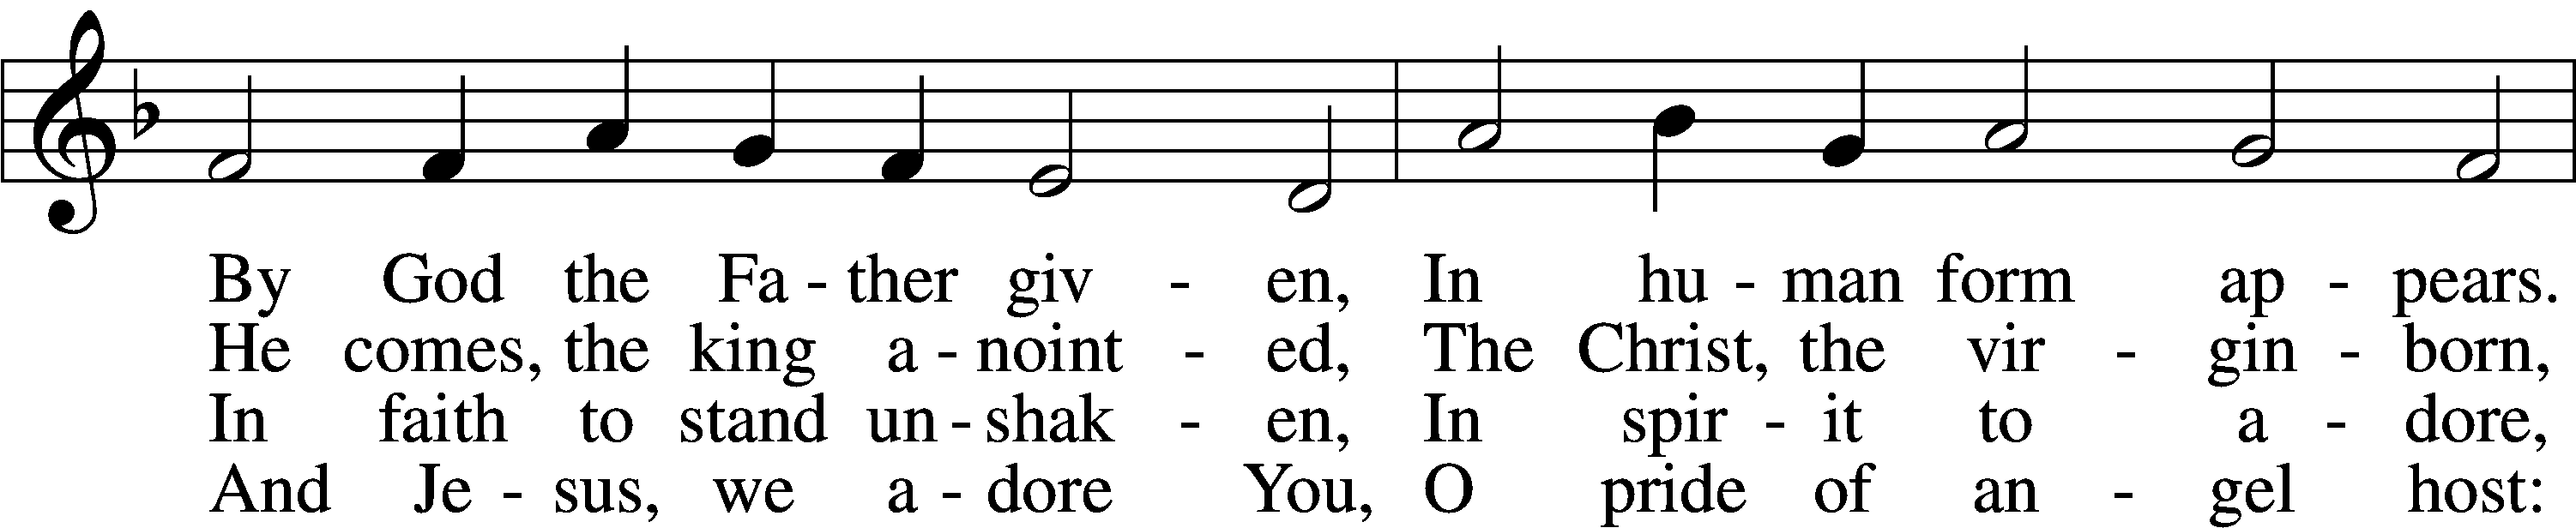 By God the Fa - ther giv - en, In hu - man form ap - pears.
He comes, the king a - noint - ed, The Christ, the vir - gin - born,
In faith to stand un - shak - en, In spir - it to a - dore,
And Je - sus, we a - dore You, O pride of an - gel host: